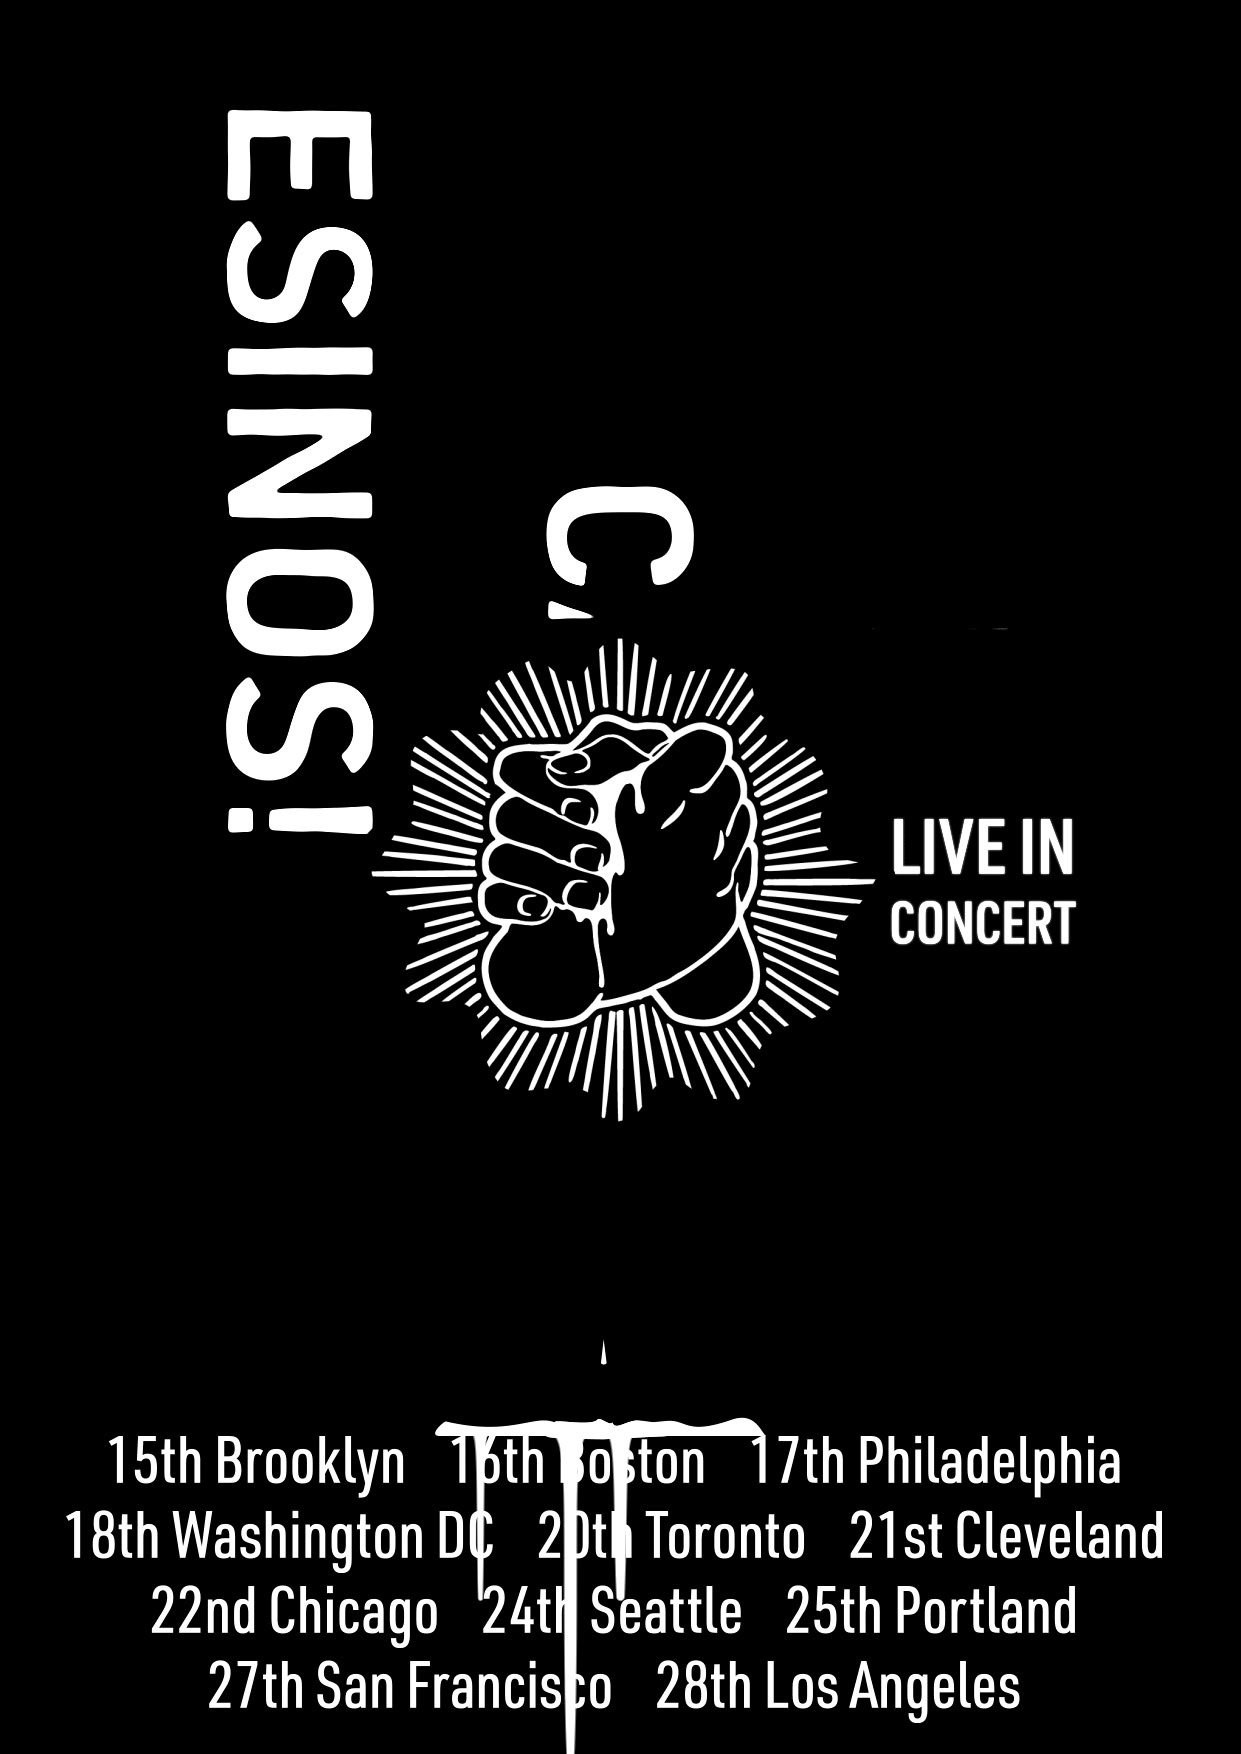 ESINOS!
LIVE IN
CONCERT
15th Brooklyn 16th Boston 17th Philadelphia
18th Washington DC 20th Toronto 21st Cleveland
22nd Chicago 24th Seattle 25th Portland
27th San Francisco 28th Los Angeles